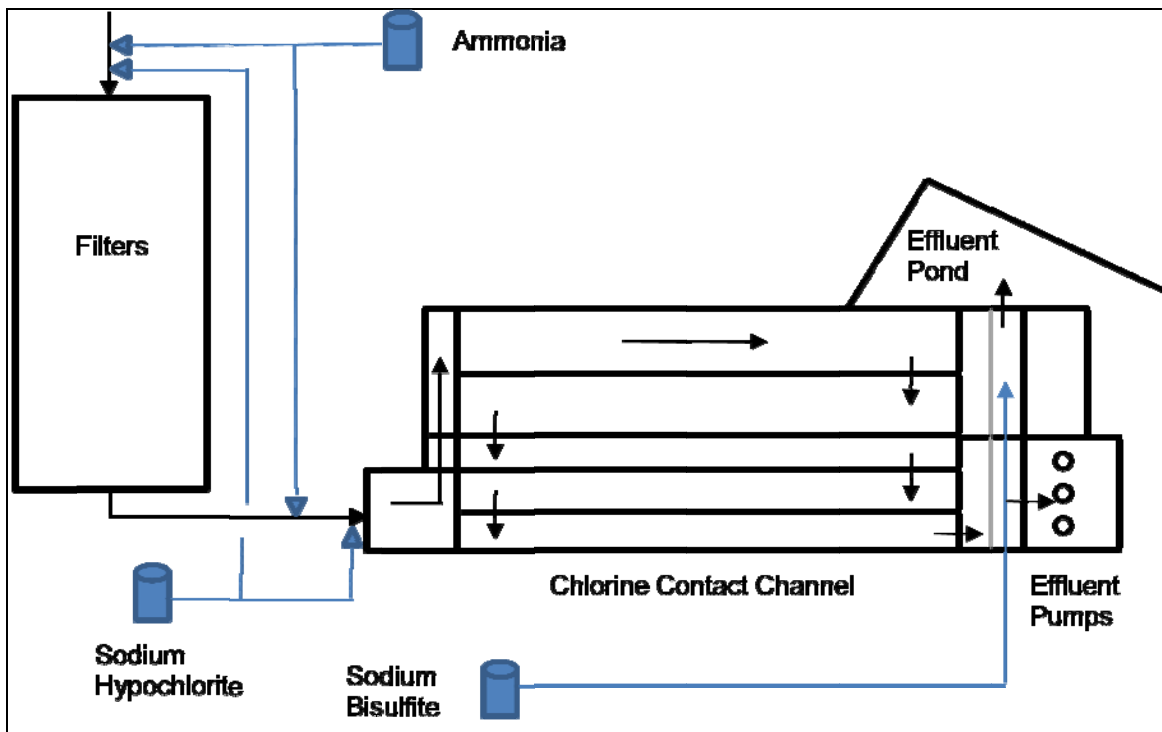 Ammonia
Filters
Effluent
Pond
Chlorine Contact Channel
Effluent
Pumps
Sodium
Hypochlorite
Sodium
Bisulfite